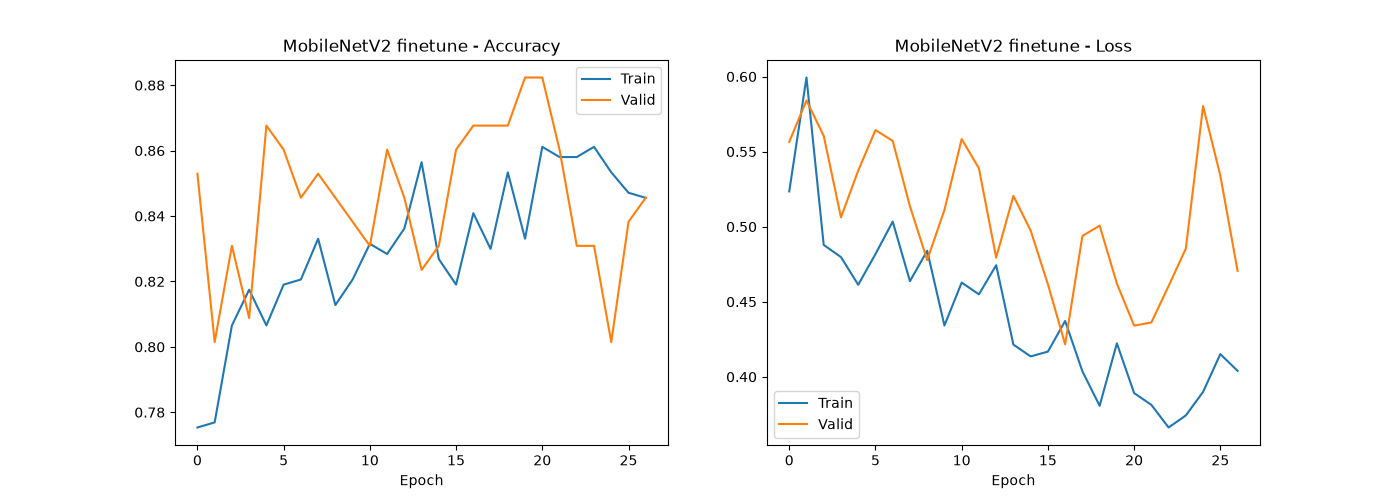 MobileNetV2 finetune - Accuracy
Train
Valid
0.88
0.86
0.84
0.82
0.80
0.78
0 5 10 15 20 25
Epoch
MobileNetV2 finetune - Loss
0.60
0.55
0.50
0.45
0.40
Train
Valid
0 5 10 15 20 25
Epoch